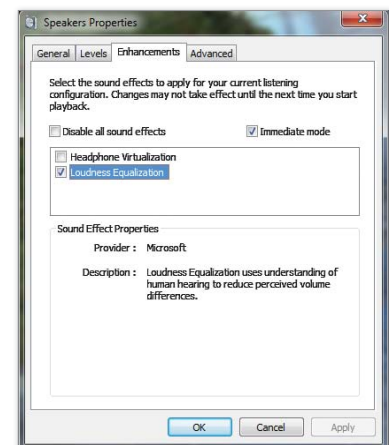 Speakers Properties
General Levels Enhancements Advanced
Select the sound effects to apply for your current listening
configuration. Changes may not take effect until the next time you start
playback.
Disable all sound effects Immediate mode
Headphone Virtualization
Loudness Equalization
Sound Effect Properties
Provider : Microsoft
Description : Loudness Equalization uses understanding of
human hearing to reduce perceived volume
differences.
OK Cancel Apply